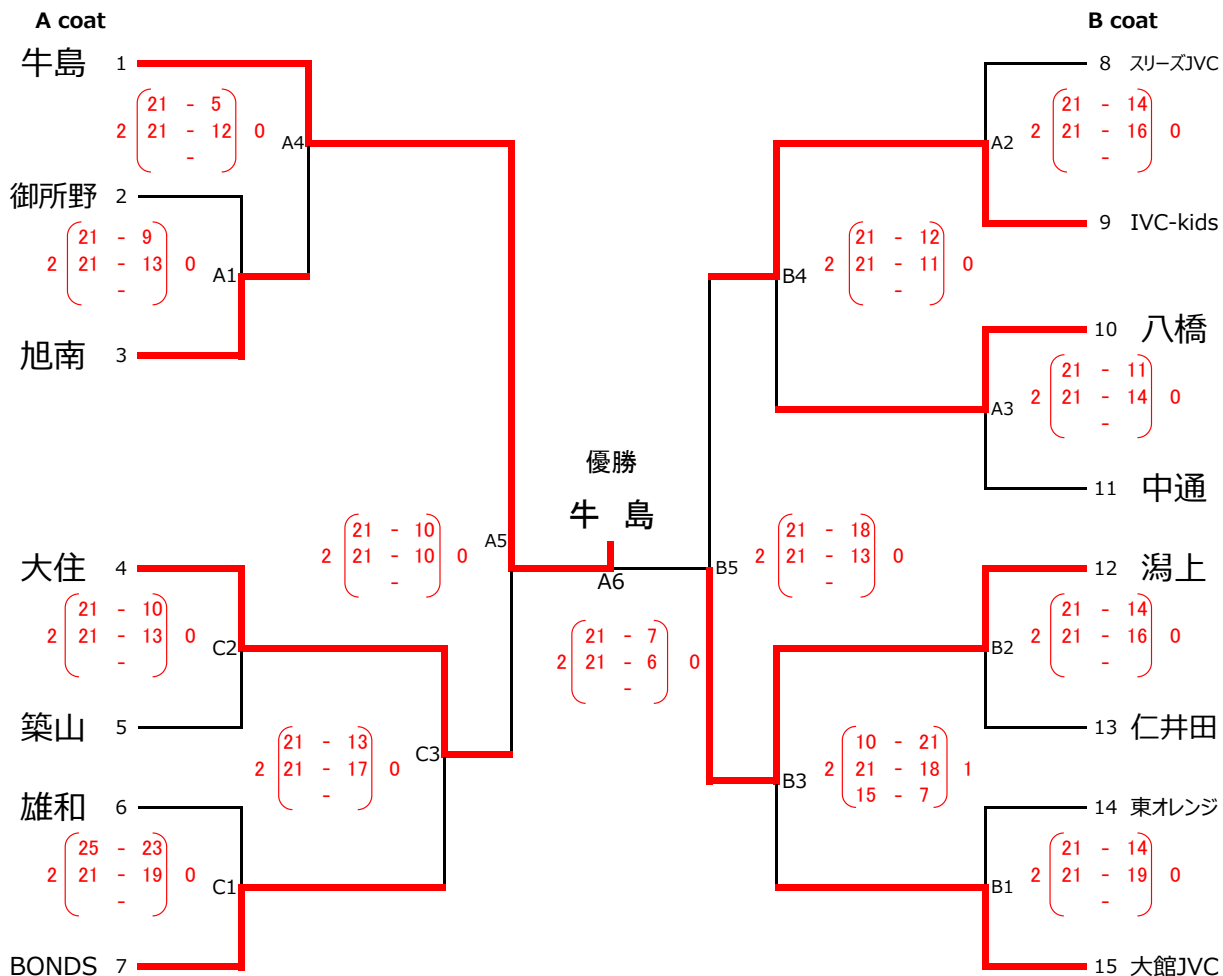 A coat
B coat
牛島 1
8 スリーズJVC
21 - 5
2 21 - 12 0
-
A4
21 - 14
2 21 - 16 0
-
A2
御所野 2
9 IVC-kids
21 - 9
2 21 - 13 0
-
A1
21 - 12
2 21 - 11 0
-
B4
旭南 3
10 八橋
21 - 11
2 21 - 14 0
-
A3
11 中通
優勝
牛 島
21 - 10
2 21 - 10 0
-
A5
A6
B5
21 - 18
2 21 - 13 0
-
大住 4
12 潟上
21 - 10
2 21 - 13 0
-
C2
21 - 7
2 21 - 6 0
-
21 - 14
2 21 - 16 0
-
B2
築山 5
13 仁井田
21 - 13
2 21 - 17 0
-
C3
B3
10 - 21
2 21 - 18 1
15 - 7
雄和 6
14 東オレンジ
25 - 23
2 21 - 19 0
-
C1
B1
21 - 14
2 21 - 19 0
-
BONDS 7
15 大館JVC